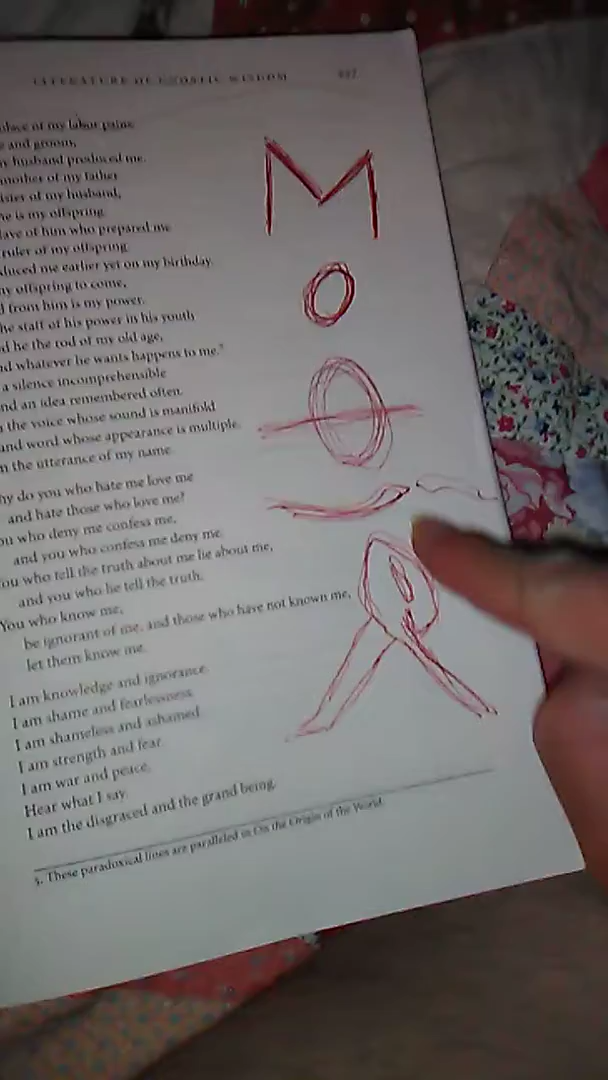 LITERATURE OF GNOSTIC WISDOM
place of my labor pains
and groom,
my husband produced me.
mother of my father
sister of my husband,
he is my offspring.
slave of him who prepared me
ruler of my offspring
duced me earlier yet on my birthday.
my offspring to come,
d from him is my power.
he staff of his power in his youth
d he the rod of my old age,
nd whatever he wants happens to me.⁵
a silence incomprehensible
nd an idea remembered often.
the voice whose sound is manifold
and word whose appearance is multiple.
the utterance of my name.
hy do you who hate me love me
and hate those who love me?
ou who deny me confess me,
and you who confess me deny me.
You who tell the truth about me lie about me,
and you who lie tell the truth.
You who know me,
be ignorant of me, and those who have not known me,
let them know me.
I am knowledge and ignorance.
I am shame and fearlessness.
I am shameless and ashamed.
I am strength and fear.
I am war and peace.
Hear what I say.
I am the disgraced and the grand being.
5. These paradoxical lines are paralleled in On the Origin of the World.
M
O